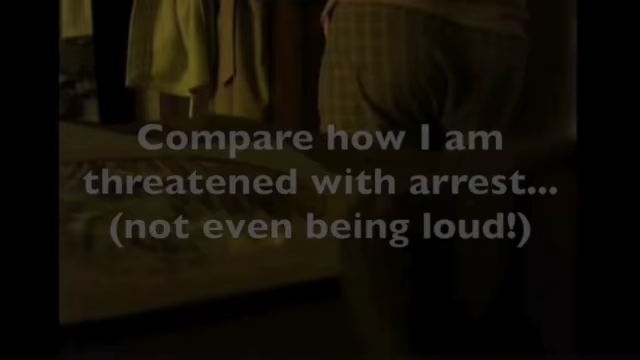 Compare how I am
threatened with arrest...
(not even being loud!)